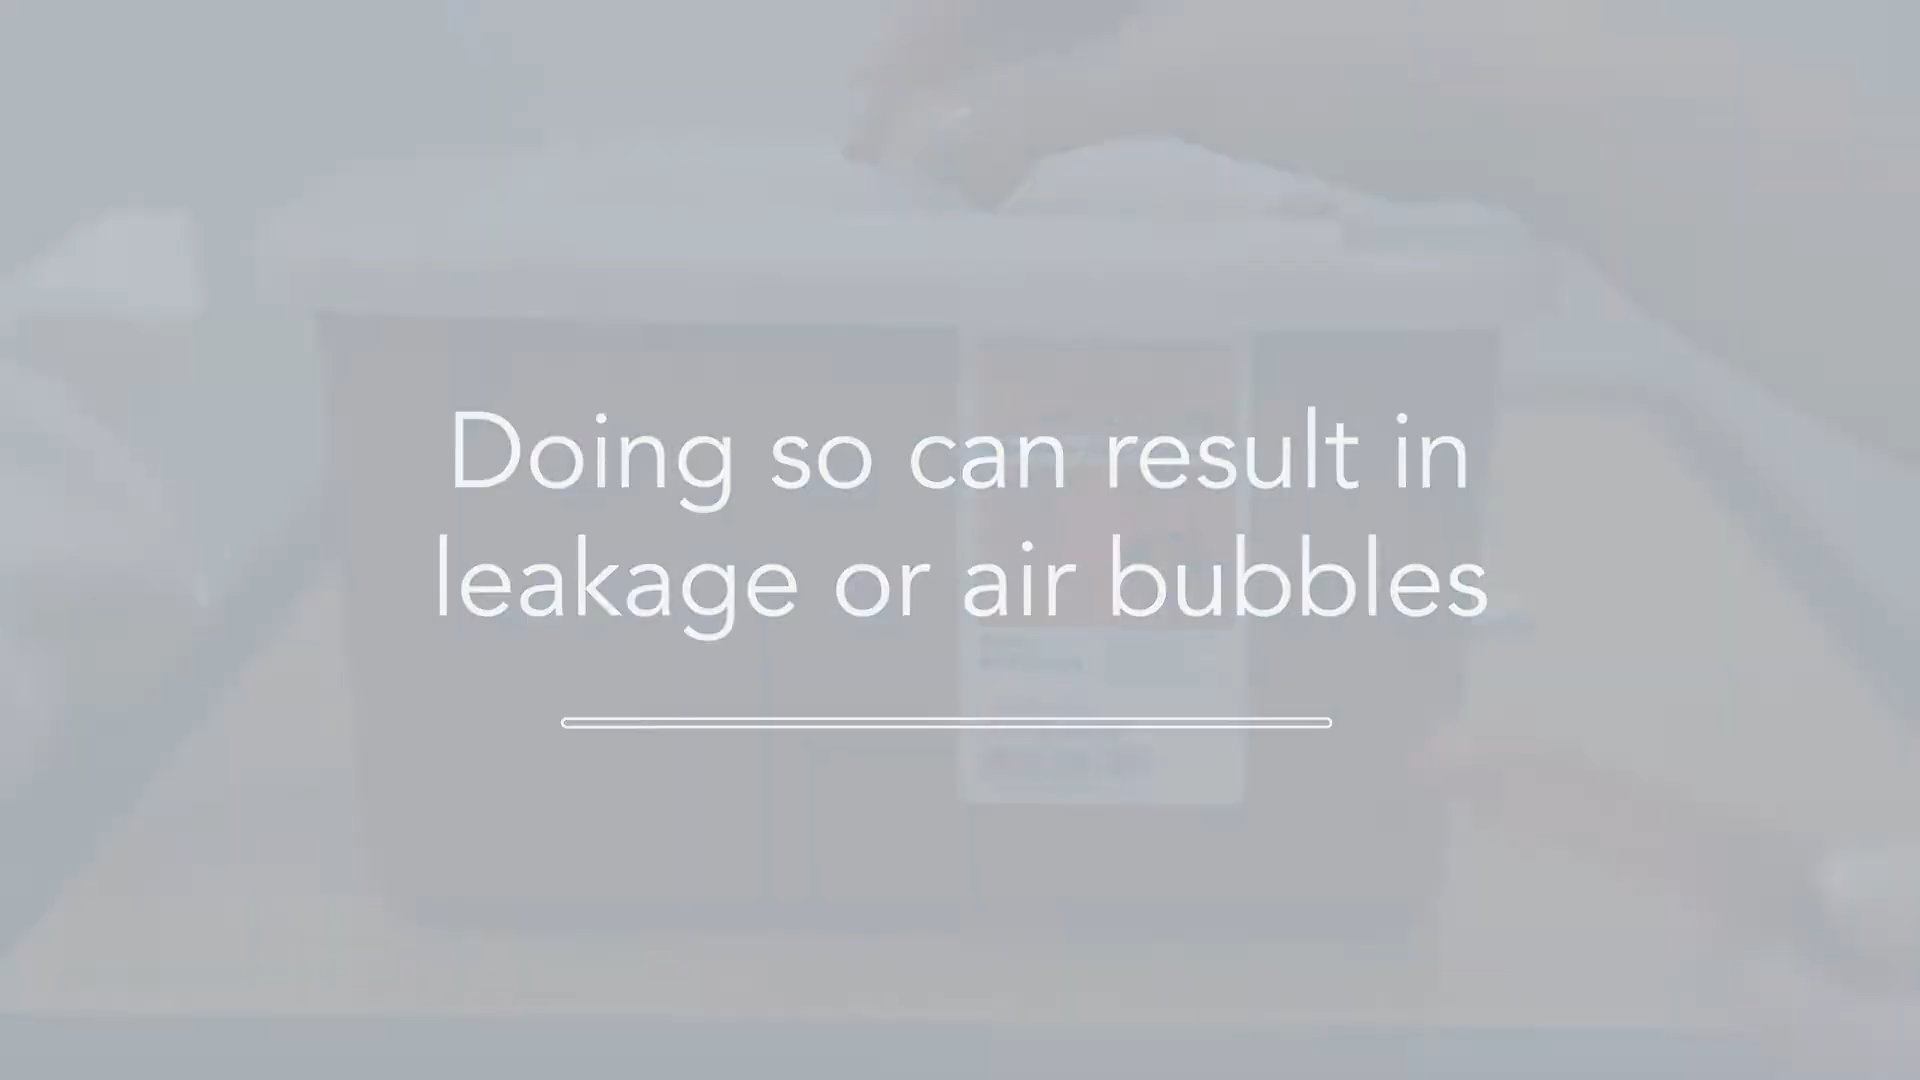 Doing so can result in
leakage or air bubbles